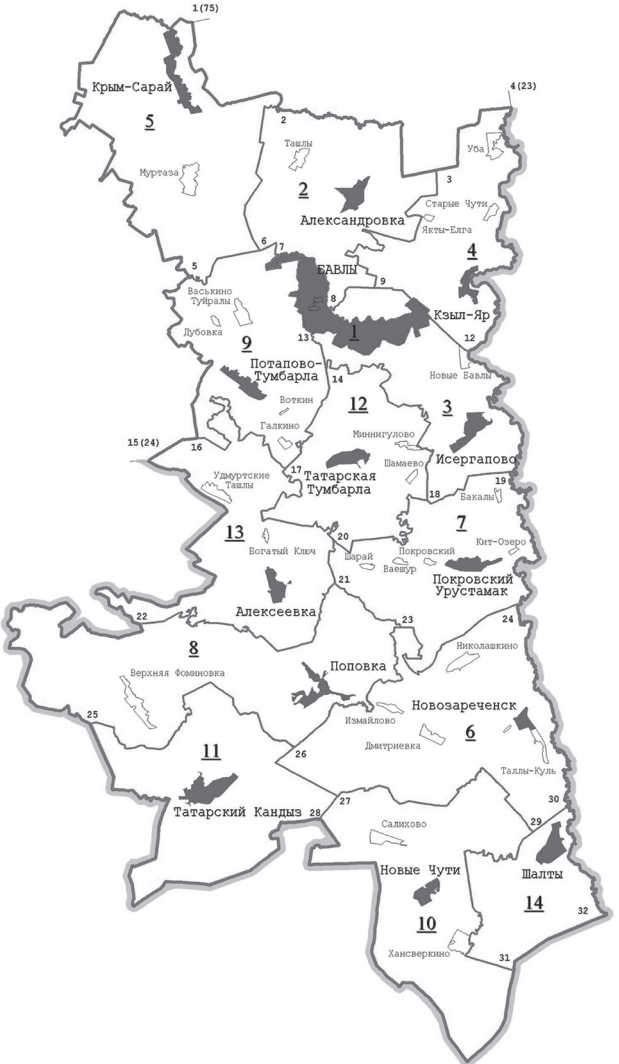 1 (75)
4 (23)
Крым-Сарай
5
2
Ташлы
Уба
Муртаза
2
3
Александровка
Старые Чути
Якты-Елга
4
6
7
5
БАВЛЫ
9
Васькино
Туйралы
8
Кзыл-Яр
Дубовка
9
13
1
12
Потапово-
Тумбарла
14
Новые Бавлы
12
3
Воткин
Галкино
Миннигулово
Исергапово
15 (24)
16
17
Татарская
Тумбарла
Шамаево
Удмуртские
Ташлы
18
19
Бакалы
7
13
Богатый Ключ
20
Шарай
Ваешур
Покровский
Кит-Озеро
21
Покровский
Урустамак
Алексеевка
22
23
24
8
Николашкино
Верхняя Фоминовка
Поповка
Новозареченск
25
Измайлово
6
11
26
Дмитриевка
Таллы-Куль
Татарский Кандыз
27
28
30
29
Салихово
Новые Чути
Шалты
10
14
32
Хансверкино
31